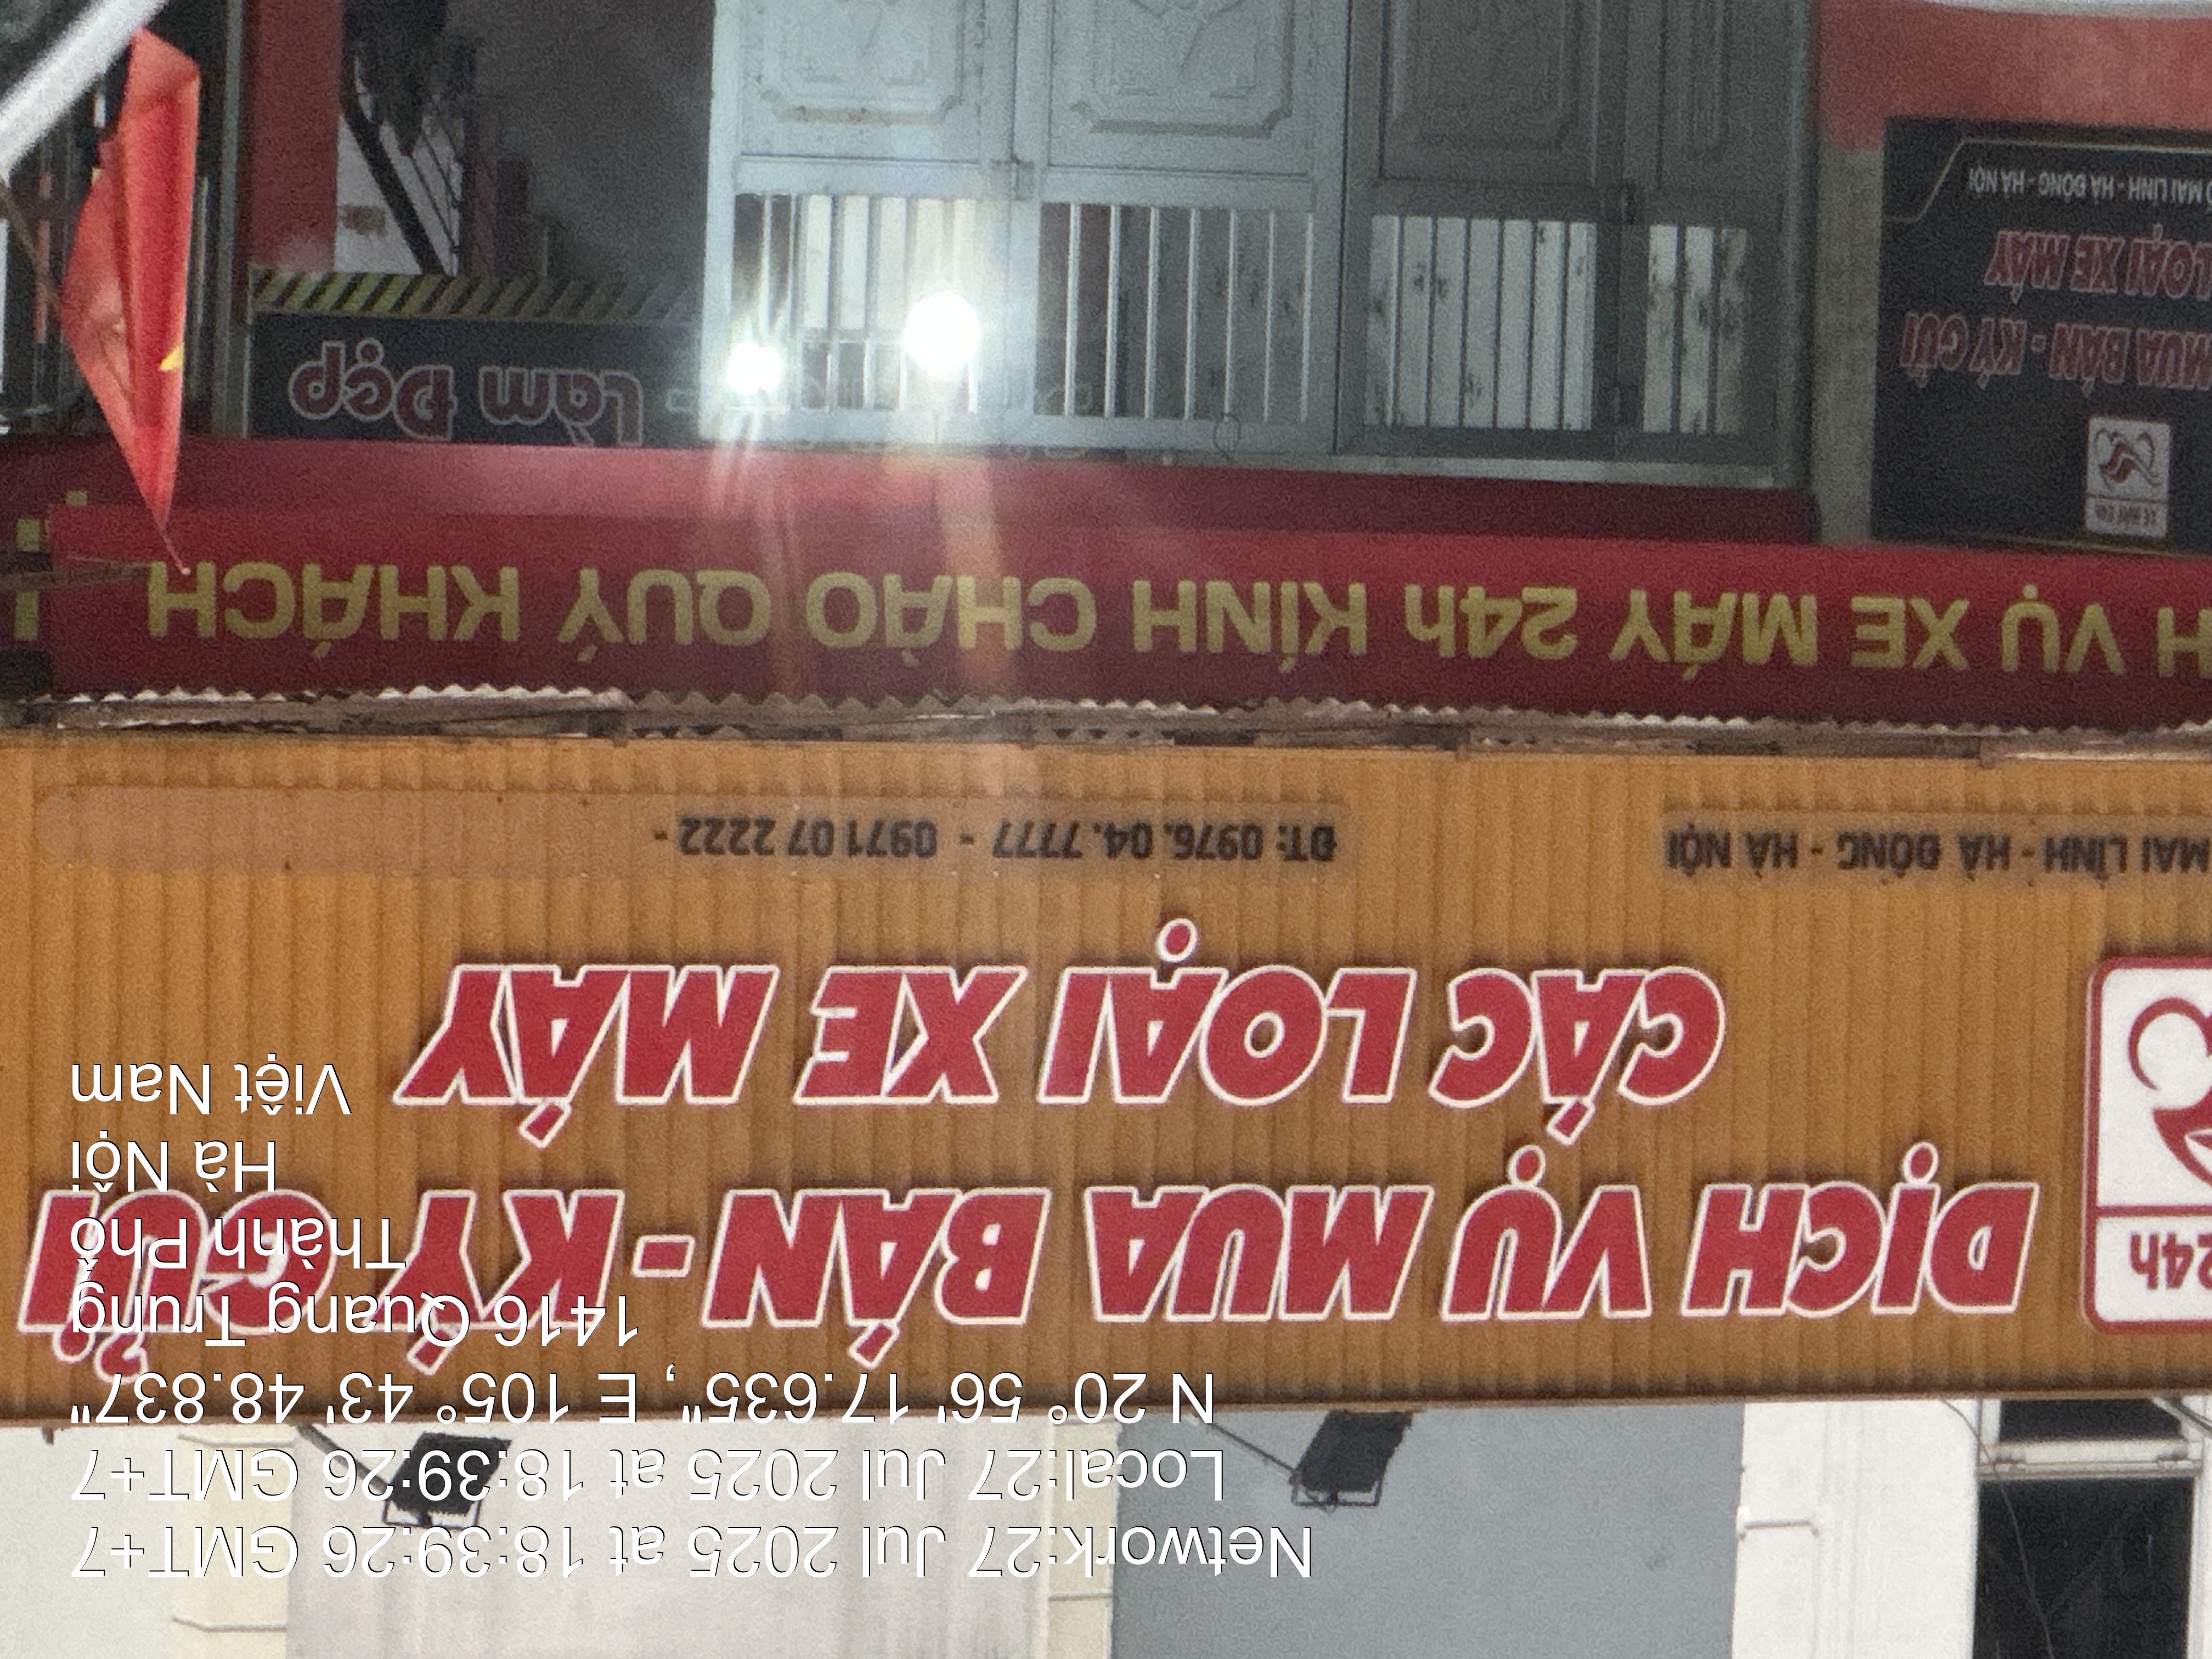 Network:27 Jul 2025 at 18:39:26 GMT+7
Local:27 Jul 2025 at 18:39:26 GMT+7
N 20° 56' 17.635", E 105° 43' 48.837"
1416 Quang Trung
Thành Phố
Hà Nội
Việt Nam
24h
DỊCH VỤ MUA BÁN - KÝ GỬI
CÁC LOẠI XE MÁY
MAI LĨNH - HÀ ĐÔNG - HÀ NỘI
ĐT: 0976. 04. 7777 - 0971 07 2222 -
H VỤ XE MÁY 24h KÍNH CHÀO QUÝ KHÁCH
XE MÁY 24h
MUA BÁN - KÝ GỬI
LOẠI XE MÁY
MAI LĨNH - HÀ ĐÔNG - HÀ NỘI
- Làm Đẹp